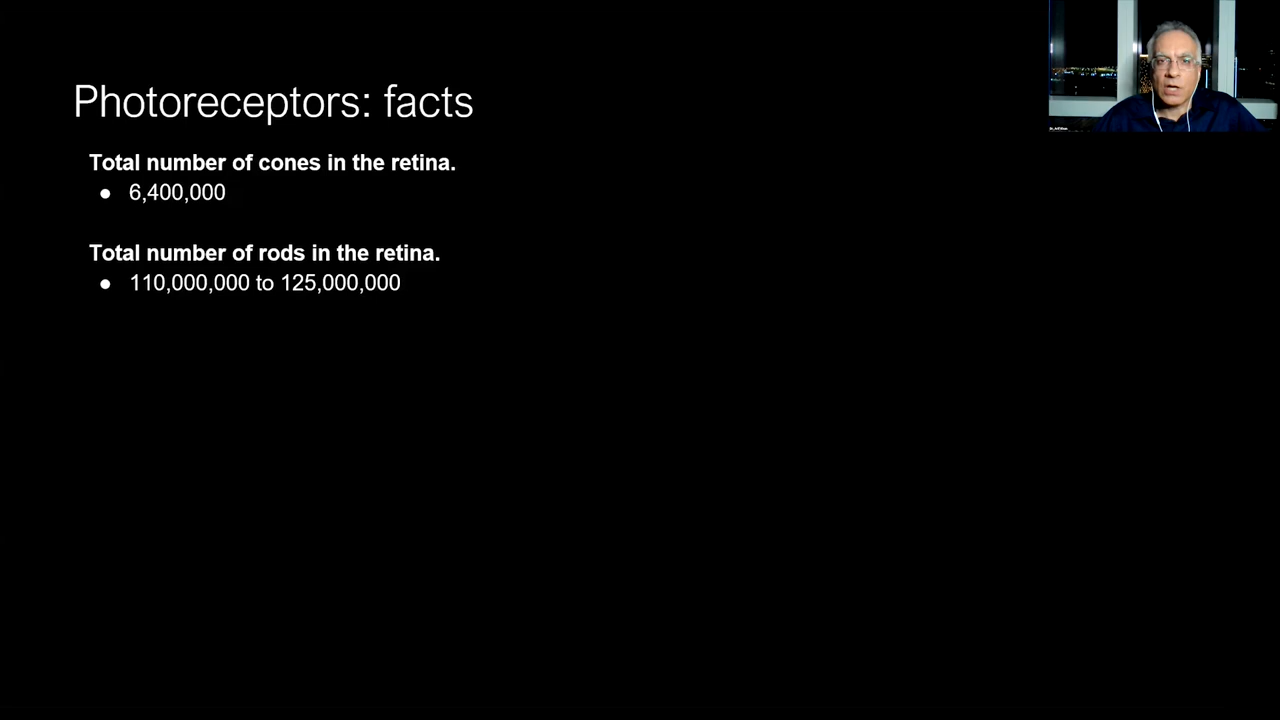 Photoreceptors: facts
Total number of cones in the retina.
● 6,400,000
Total number of rods in the retina.
● 110,000,000 to 125,000,000